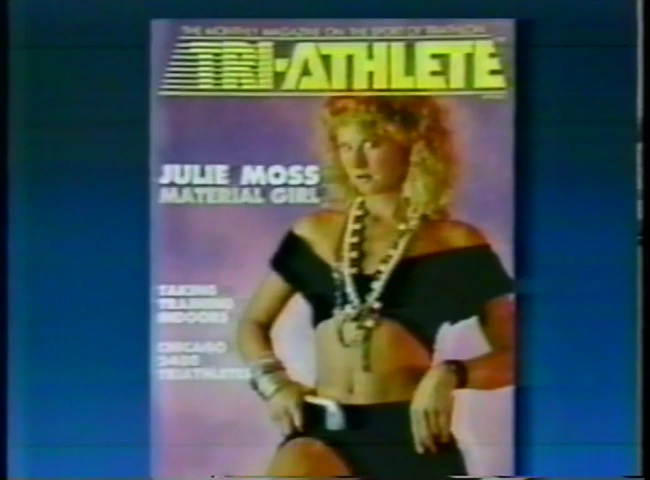 THE MONTHLY MAGAZINE ON THE SPORT OF TRIATHLON
TRI-ATHLETE
JULIE MOSS
MATERIAL GIRL
TAKING
TRAINING
INDOORS
CHICAGO
3400
TRIATHLETES